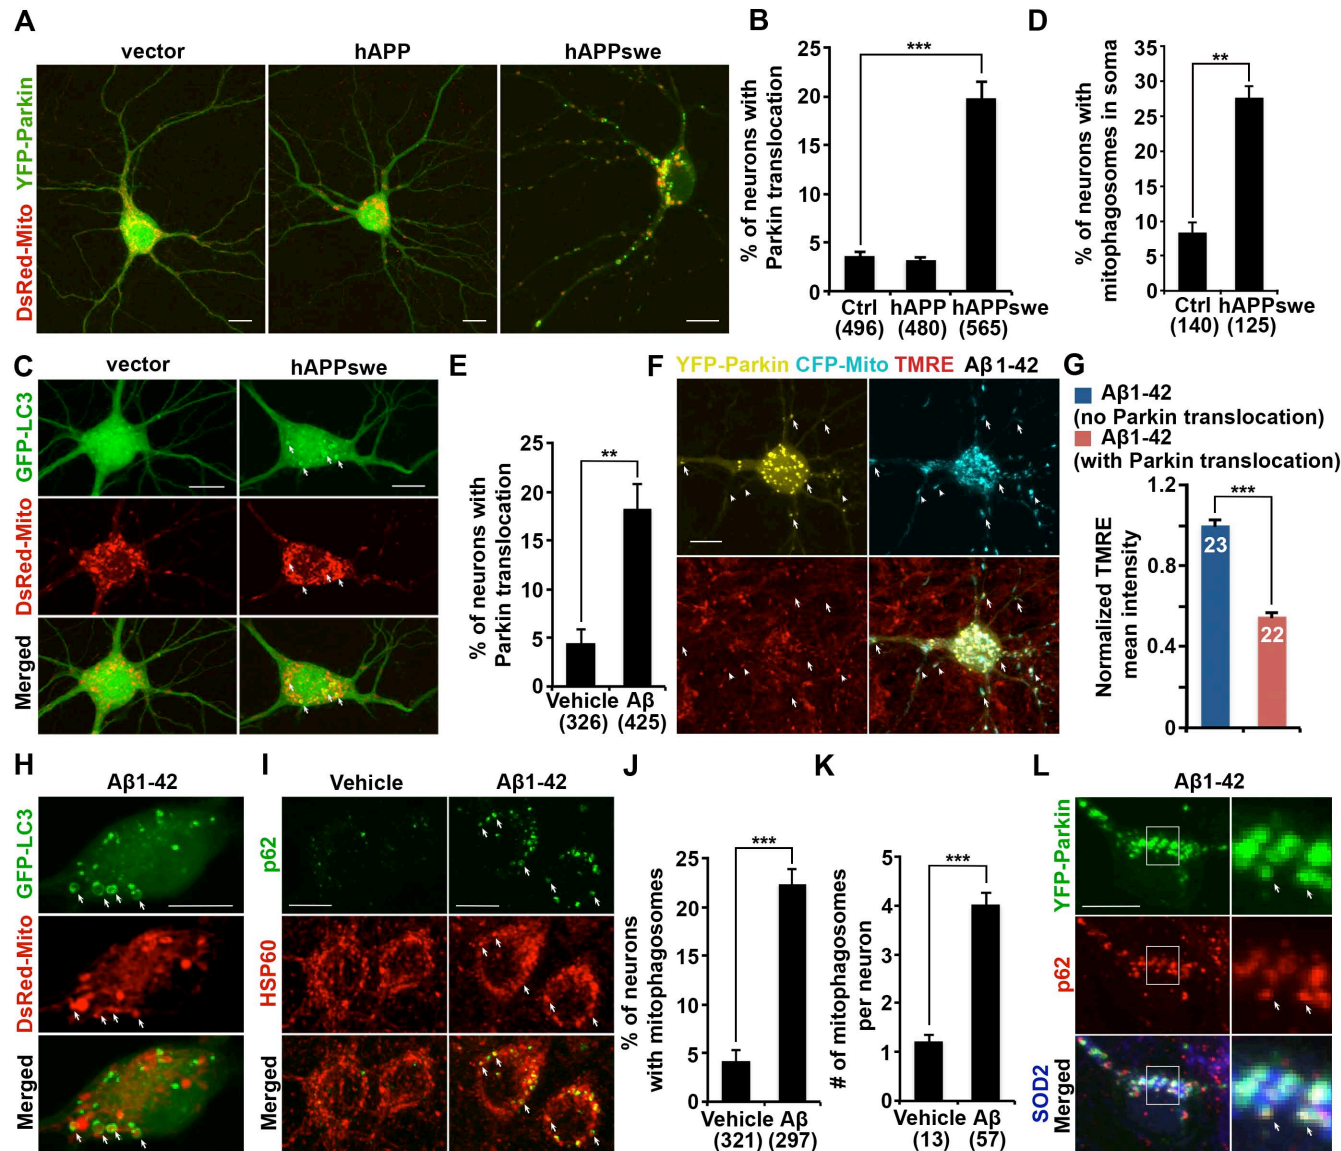 A
vector
hAPP
hAPPswe
DsRed-Mito YFP-Parkin
B
% of neurons with
Parkin translocation
25
20
15
10
5
0
***
Ctrl
hAPP
hAPPswe
(496)
(480)
(565)
D
% of neurons with
mitophagosomes in soma
35
30
25
20
15
10
5
0
**
Ctrl
hAPPswe
(140)
(125)
C
vector
hAPPswe
GFP-LC3
DsRed-Mito
Merged
E
% of neurons with
Parkin translocation
25
20
15
10
5
0
**
Vehicle
Aβ
(326)
(425)
F
YFP-Parkin CFP-Mito TMRE Aβ1-42
G
Aβ1-42
(no Parkin translocation)
Aβ1-42
(with Parkin translocation)
Normalized TMRE
mean intensity
1.2
0.8
0.4
0
***
23
22
H
Aβ1-42
GFP-LC3
DsRed-Mito
Merged
I
Vehicle
Aβ1-42
p62
HSP60
Merged
J
% of neurons
with mitophagosomes
25
20
15
10
5
0
***
Vehicle
Aβ
(321)
(297)
K
# of mitophagosomes
per neuron
5
4
3
2
1
0
***
Vehicle
Aβ
(13)
(57)
L
Aβ1-42
YFP-Parkin
p62
SOD2
Merged